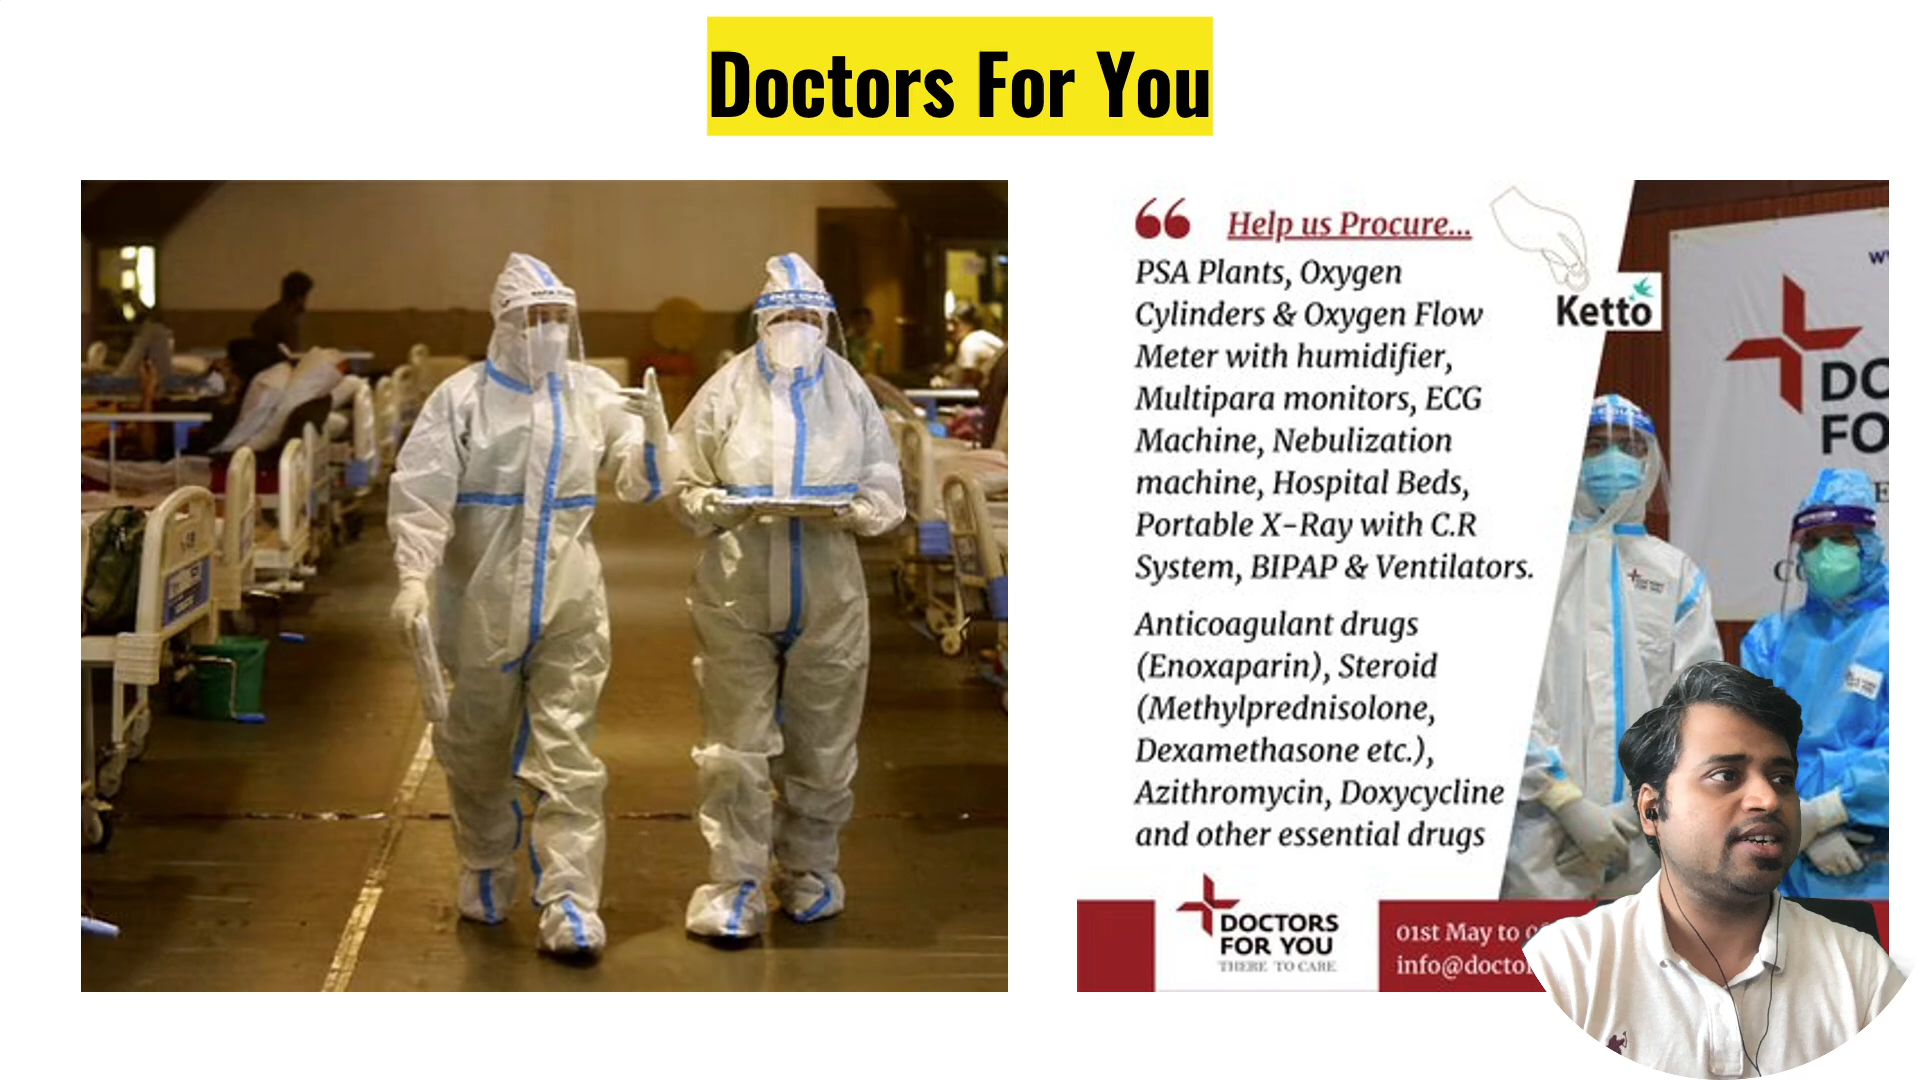 Doctors For You
Help us Procure...
PSA Plants, Oxygen
Cylinders & Oxygen Flow
Meter with humidifier,
Multipara monitors, ECG
Machine, Nebulization
machine, Hospital Beds,
Portable X-Ray with C.R
System, BIPAP & Ventilators.
Anticoagulant drugs
(Enoxaparin), Steroid
(Methylprednisolone,
Dexamethasone etc.),
Azithromycin, Doxycycline
and other essential drugs
Ketto
DOCTORS
FOR YOU
THERE TO CARE
01st May to
info@docto
DO
FO